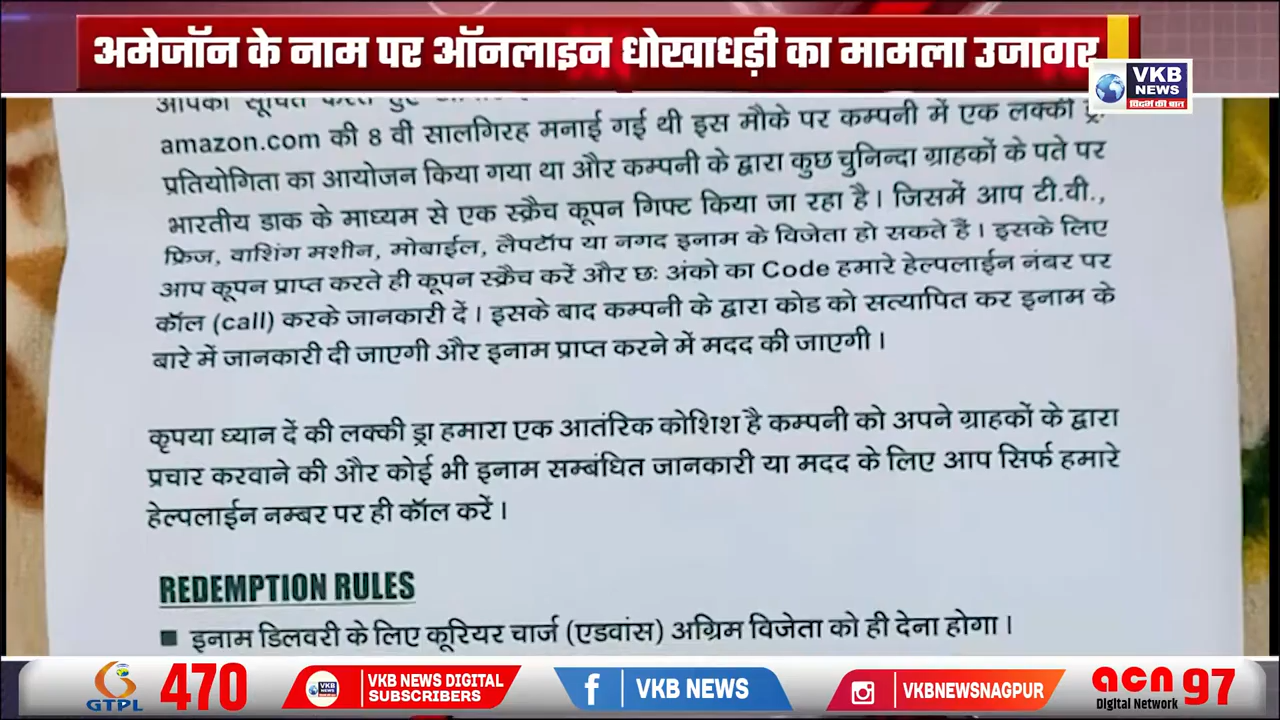 अमेजॉन के नाम पर ऑनलाइन धोखाधड़ी का मामला उजागर
VKB
NEWS
विदर्भ की बात
amazon.com की 8 वी सालगिरह मनाई गई थी इस मौके पर कम्पनी में एक लक्की
प्रतियोगिता का आयोजन किया गया था और कम्पनी के द्वारा कुछ चुनिन्दा ग्राहकों के पते पर
भारतीय डाक के माध्यम से एक स्क्रैच कूपन गिफ्ट किया जा रहा है। जिसमें आप टी.वी.,
फ्रिज, वाशिंग मशीन, मोबाईल, लैपटॉप या नगद इनाम के विजेता हो सकते हैं। इसके लिए
आप कूपन प्राप्त करते ही कूपन स्क्रैच करें और छः अंको का Code हमारे हेल्पलाईन नंबर पर
कॉल (call) करके जानकारी दें। इसके बाद कम्पनी के द्वारा कोड को सत्यापित कर इनाम के
बारे में जानकारी दी जाएगी और इनाम प्राप्त करने में मदद की जाएगी।
कृपया ध्यान दें की लक्की ड्रा हमारा एक आतंरिक कोशिश है कम्पनी को अपने ग्राहकों के द्वारा
प्रचार करवाने की और कोई भी इनाम सम्बंधित जानकारी या मदद के लिए आप सिर्फ हमारे
हेल्पलाईन नम्बर पर ही कॉल करें।
REDEMPTION RULES
■ इनाम डिलवरी के लिए कूरियर चार्ज (एडवांस) अग्रिम विजेता को ही देना होगा।
GTPL 470
VKB NEWS DIGITAL
SUBSCRIBERS
VKB NEWS
VKBNEWSNAGPUR
acn 97
Digital Network